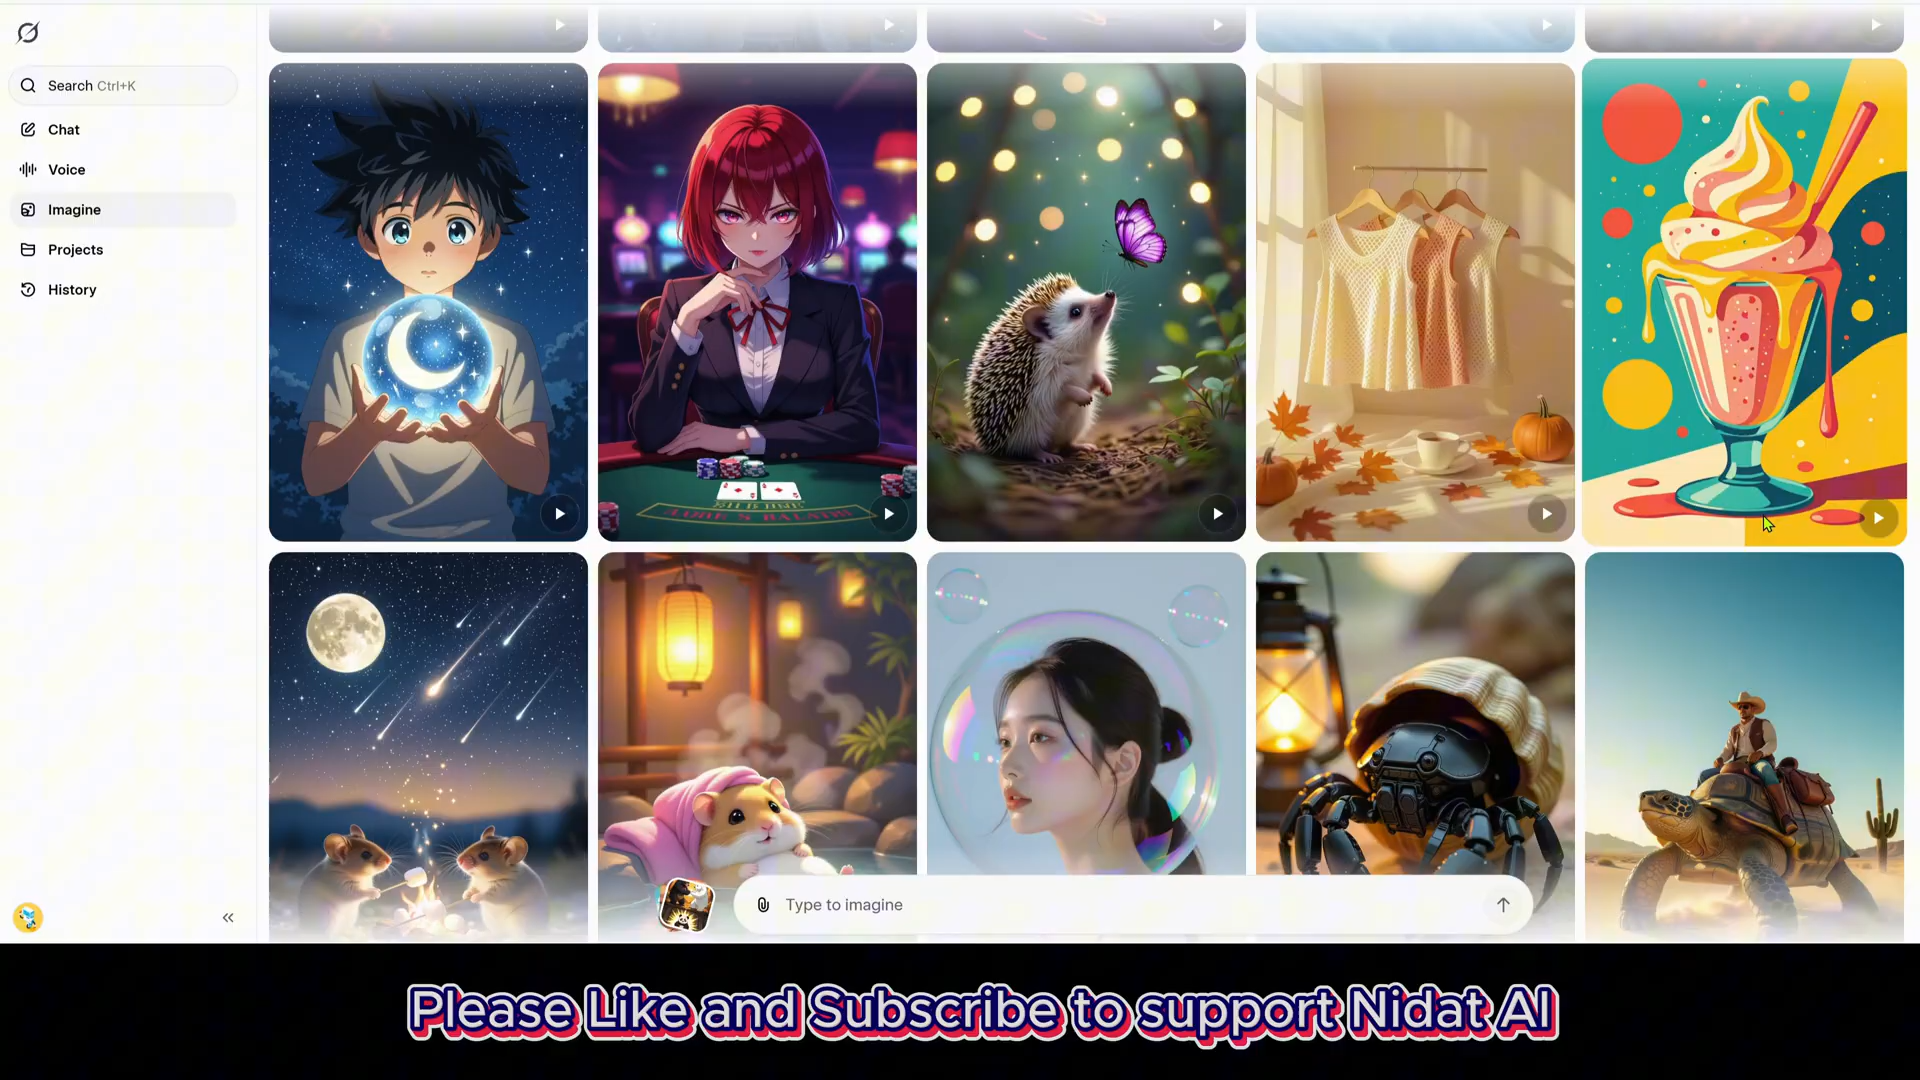 Search Ctrl+K
Chat
Voice
Imagine
Projects
History
Type to imagine
Please Like and Subscribe to support Nidat AI